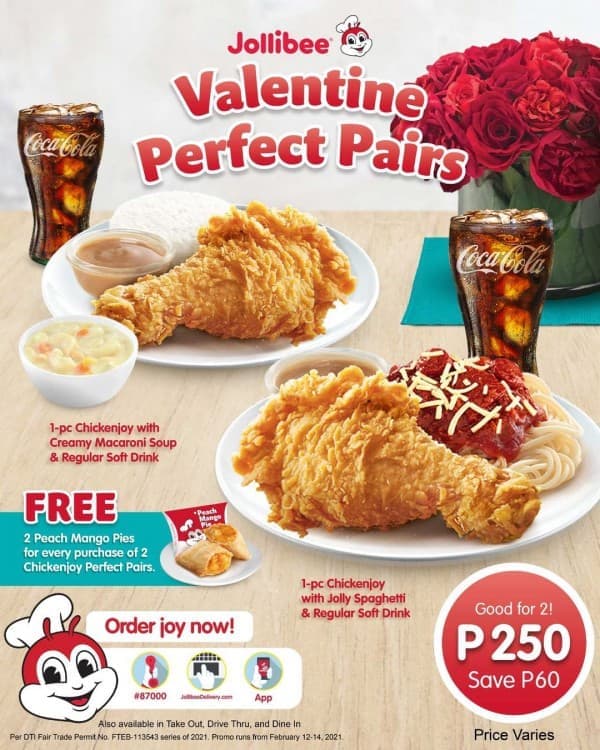 Jollibee
Valentine
Perfect Pairs
Coca-Cola
Coca-Cola
1-pc Chickenjoy with
Creamy Macaroni Soup
& Regular Soft Drink
FREE
2 Peach Mango Pies
for every purchase of 2
Chickenjoy Perfect Pairs.
Peach
Mango
Pie
1-pc Chickenjoy
with Jolly Spaghetti
& Regular Soft Drink
Good for 2!
P250
Save P60
Order joy now!
#87000
JollibeeDelivery.com
App
Also available in Take Out, Drive Thru, and Dine In
Per DTI Fair Trade Permit No. FTEB-113543 series of 2021. Promo runs from February 12-14, 2021.
Price Varies